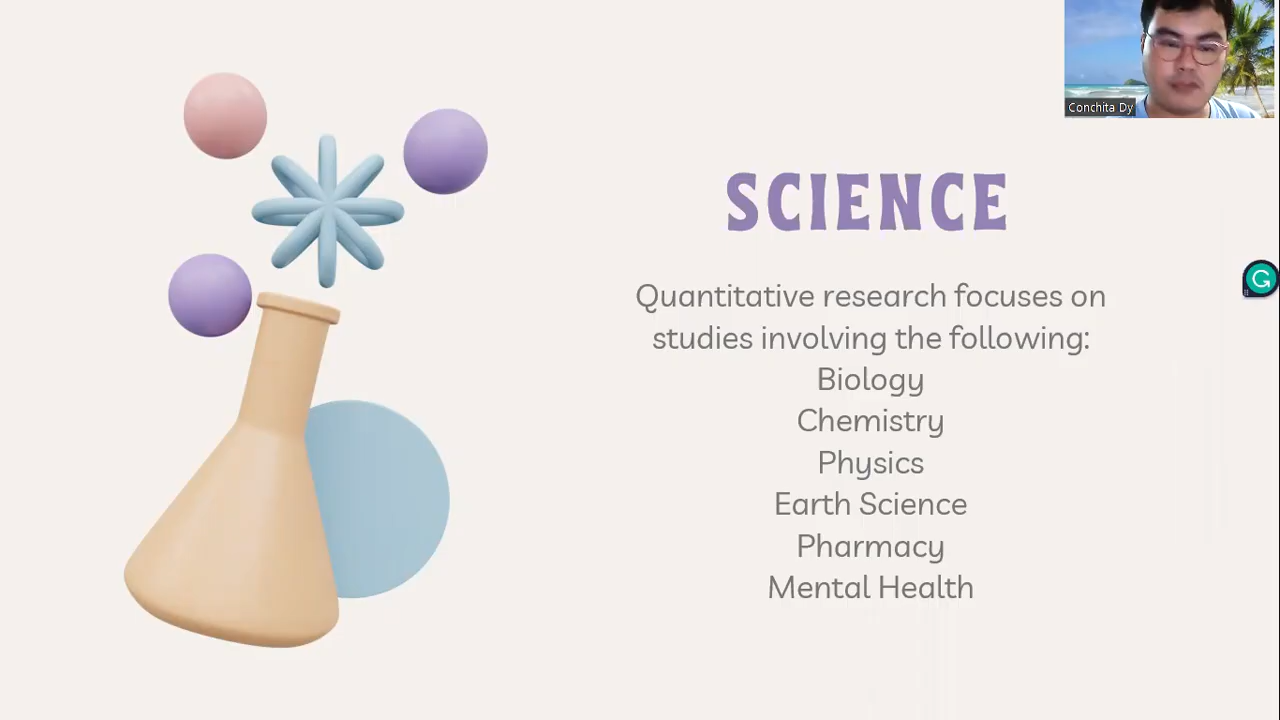 Conchita Dy
SCIENCE
Quantitative research focuses on
studies involving the following:
Biology
Chemistry
Physics
Earth Science
Pharmacy
Mental Health